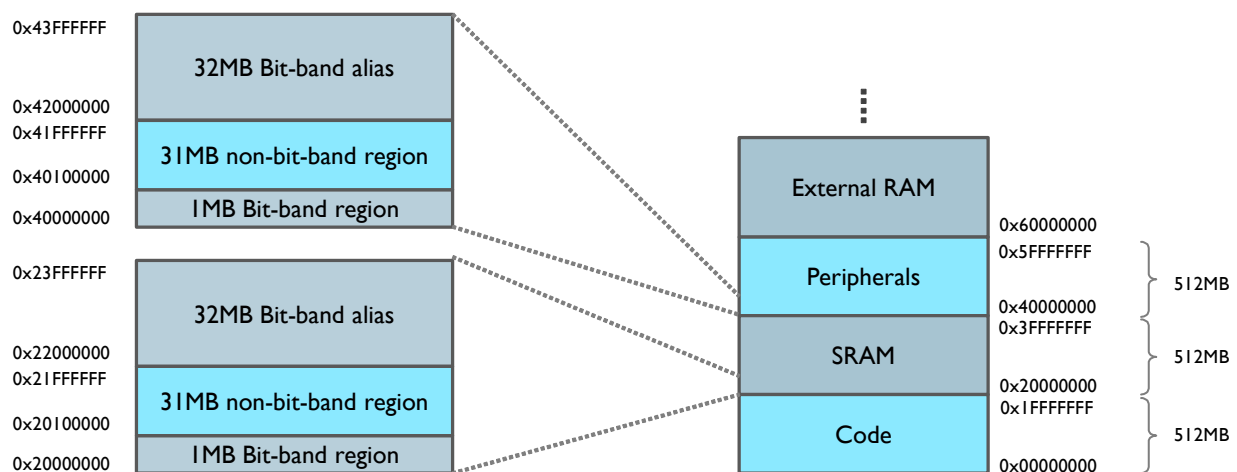 0x43FFFFFF
32MB Bit-band alias
0x42000000
0x41FFFFFF
31MB non-bit-band region
0x40100000
1MB Bit-band region
0x40000000
0x23FFFFFF
32MB Bit-band alias
0x22000000
0x21FFFFFF
31MB non-bit-band region
0x20100000
1MB Bit-band region
0x20000000
External RAM
0x60000000
0x5FFFFFFF
Peripherals
512MB
0x40000000
0x3FFFFFFF
SRAM
512MB
0x20000000
0x1FFFFFFF
Code
512MB
0x00000000